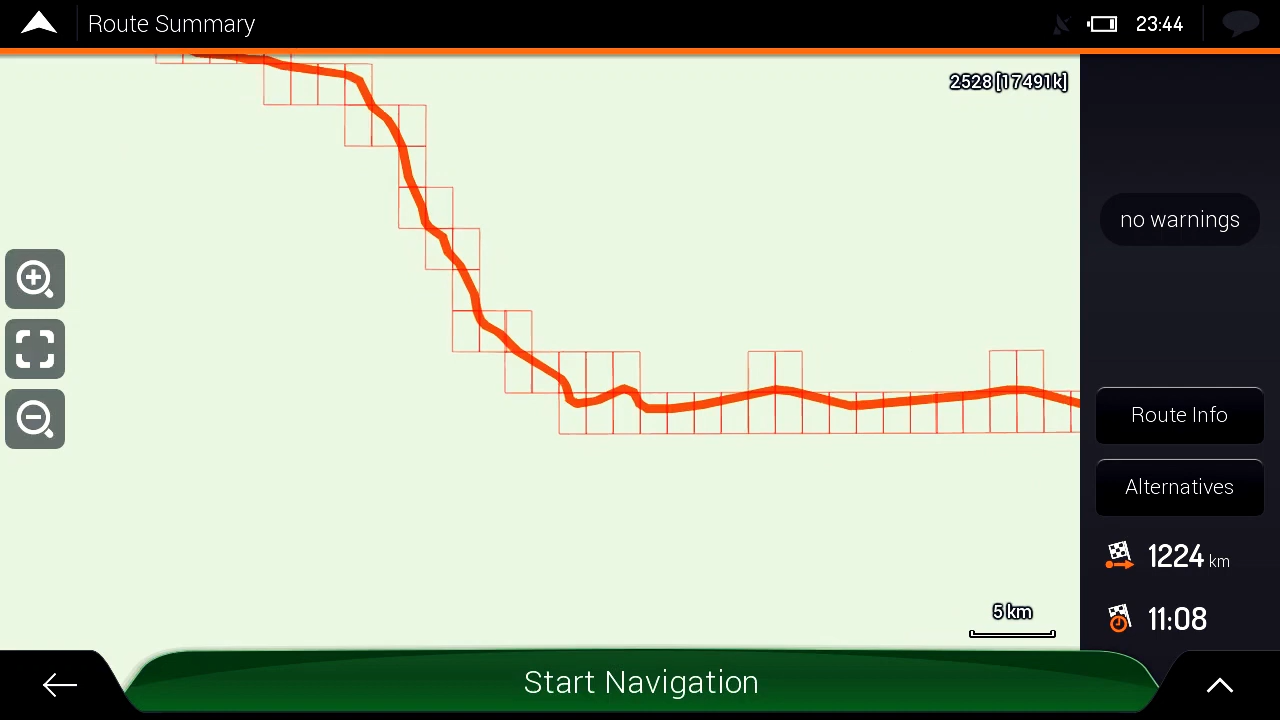 Route Summary
23:44
2528 [17491k]
no warnings
Route Info
Alternatives
1224 km
5 km
11:08
Start Navigation